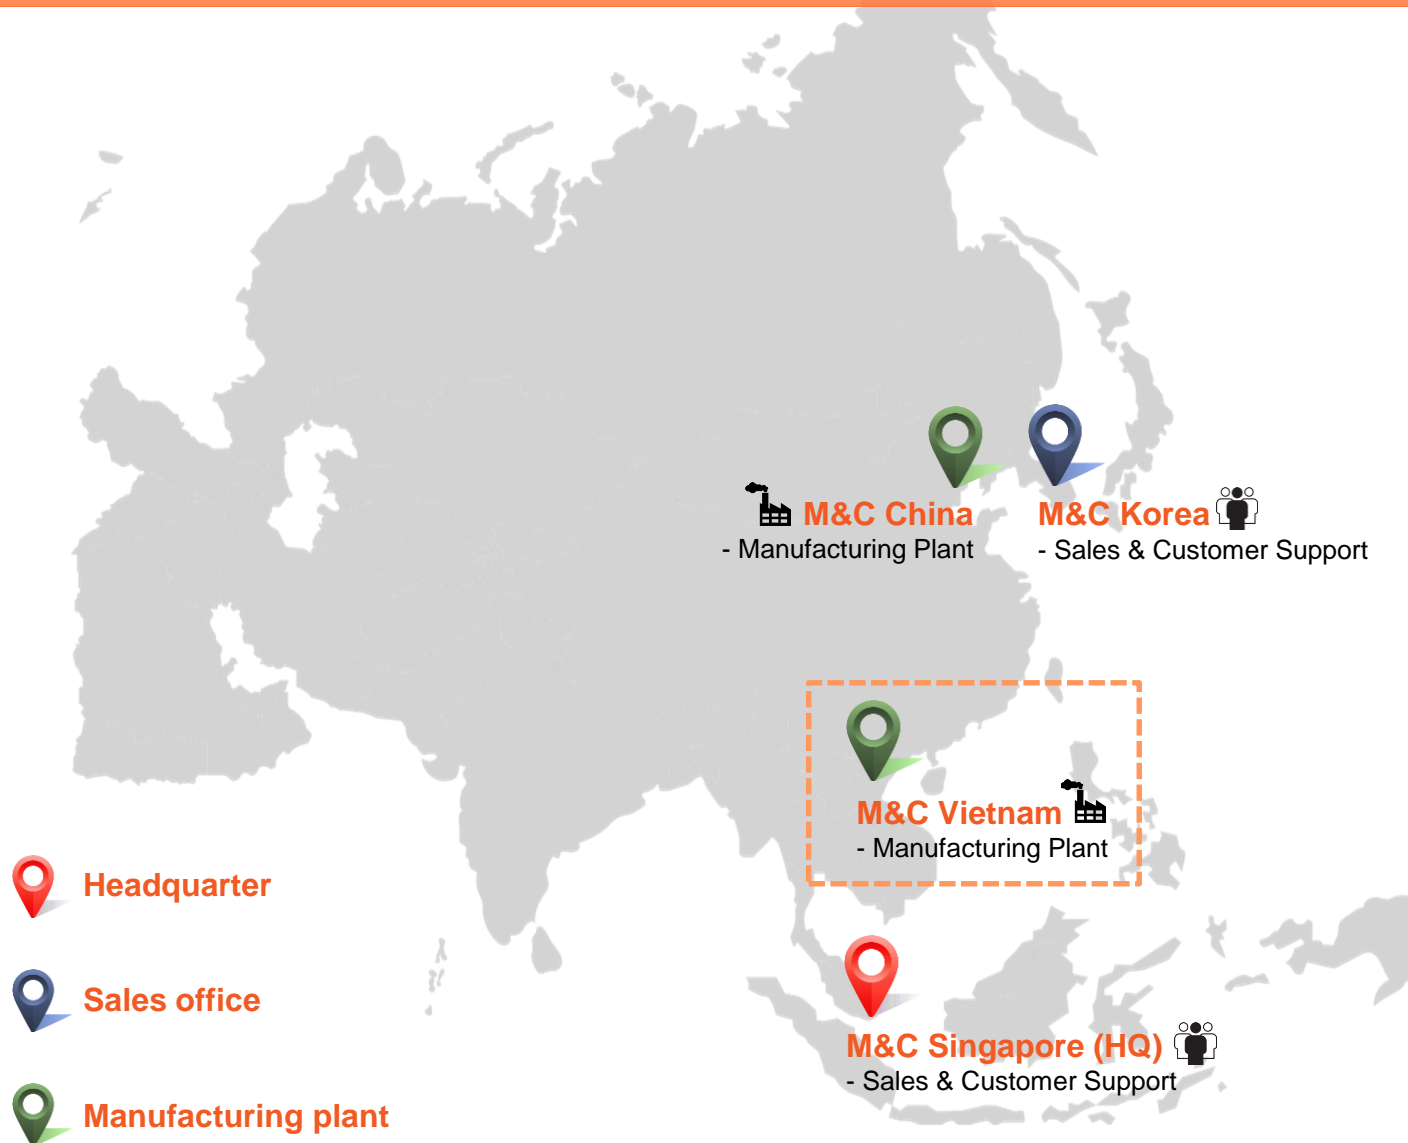 M&C China
- Manufacturing Plant
M&C Korea
- Sales & Customer Support
M&C Vietnam
- Manufacturing Plant
Headquarter
Sales office
M&C Singapore (HQ)
- Sales & Customer Support
Manufacturing plant